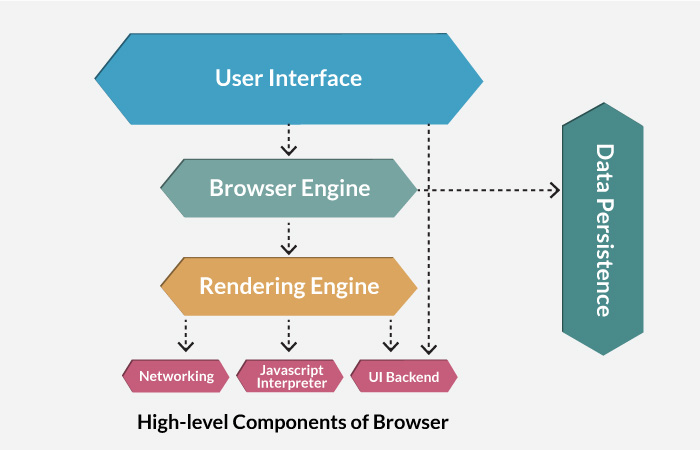 User Interface
Browser Engine
Data Persistence
Rendering Engine
Networking
Javascript
Interpreter
UI Backend
High-level Components of Browser